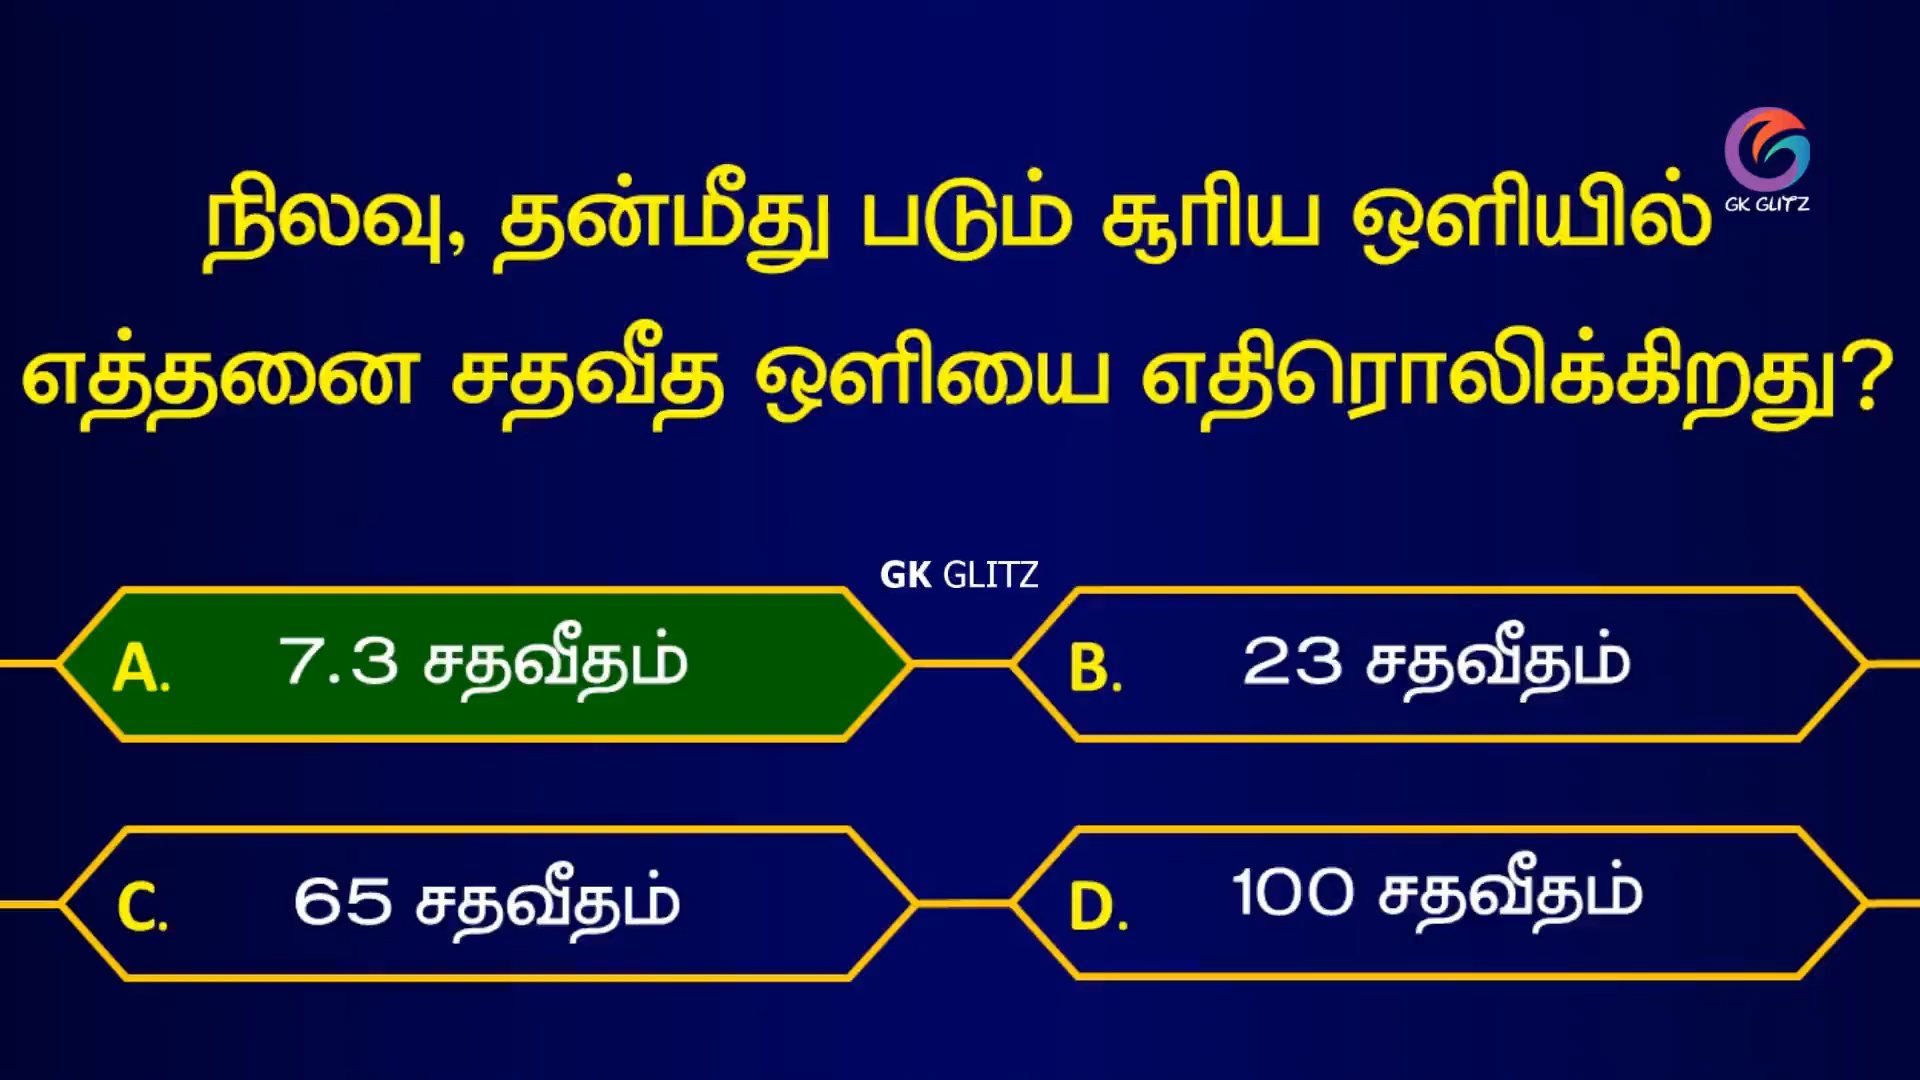 GK GLITZ
நிலவு, தன்மீது படும் சூரிய ஒளியில்
எத்தனை சதவீத ஒளியை எதிரொலிக்கிறது?
GK GLITZ
A. 7.3 சதவீதம்
B. 23 சதவீதம்
C. 65 சதவீதம்
D. 100 சதவீதம்